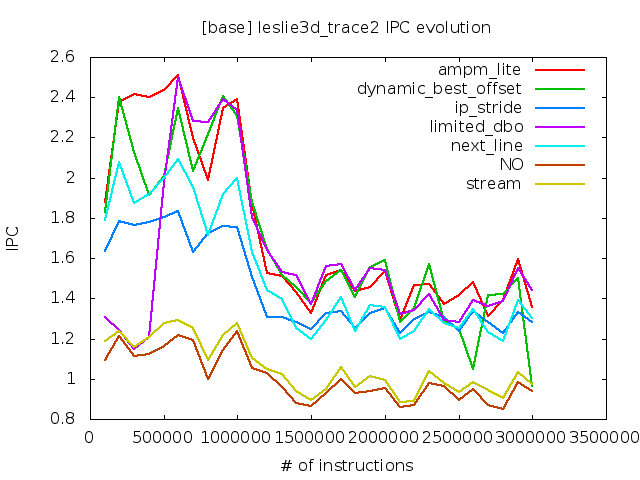 [base] leslie3d_trace2 IPC evolution
2.6
2.4
2.2
2
1.8
1.6
1.4
1.2
1
0.8
IPC
ampm_lite
dynamic_best_offset
ip_stride
limited_dbo
next_line
NO
stream
0 500000 1000000 1500000 2000000 2500000 3000000 3500000
# of instructions